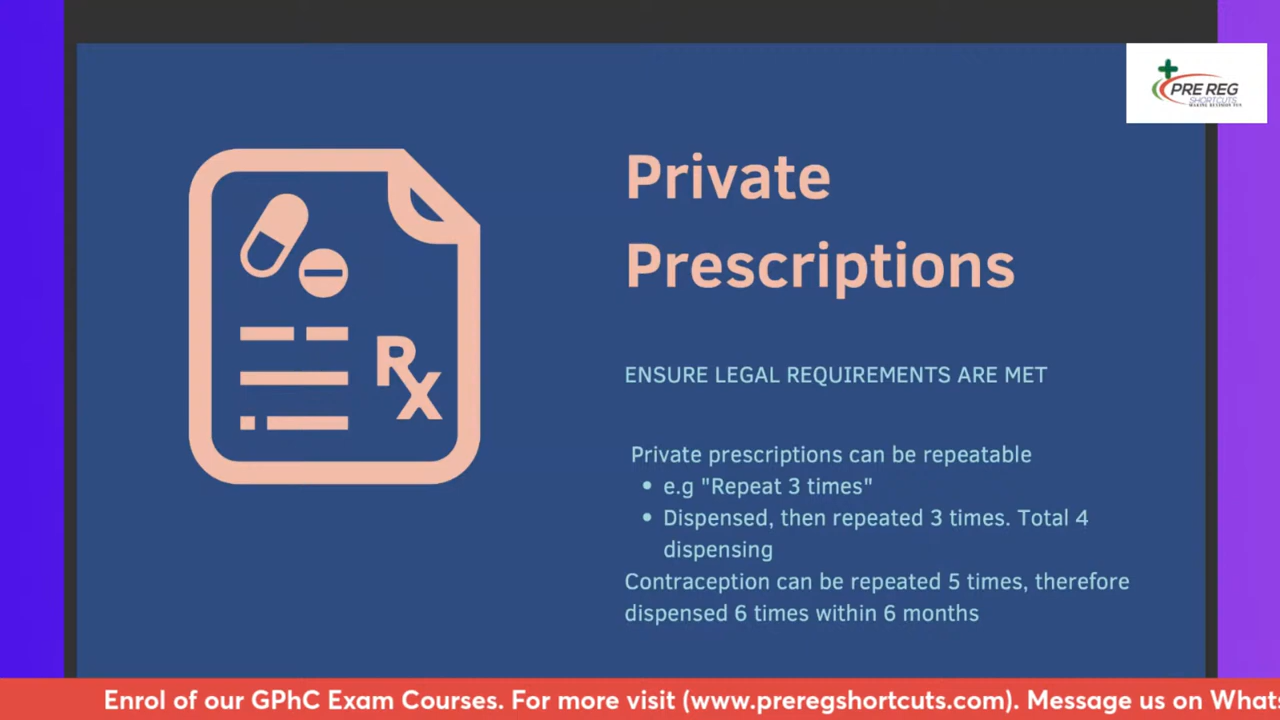 PRE REG
SHORTCUTS
Private
Prescriptions
Rx
ENSURE LEGAL REQUIREMENTS ARE MET
Private prescriptions can be repeatable
• e.g "Repeat 3 times"
• Dispensed, then repeated 3 times. Total 4
dispensing
Contraception can be repeated 5 times, therefore
dispensed 6 times within 6 months
Enrol of our GPhC Exam Courses. For more visit (www.preregshortcuts.com). Message us on Whats